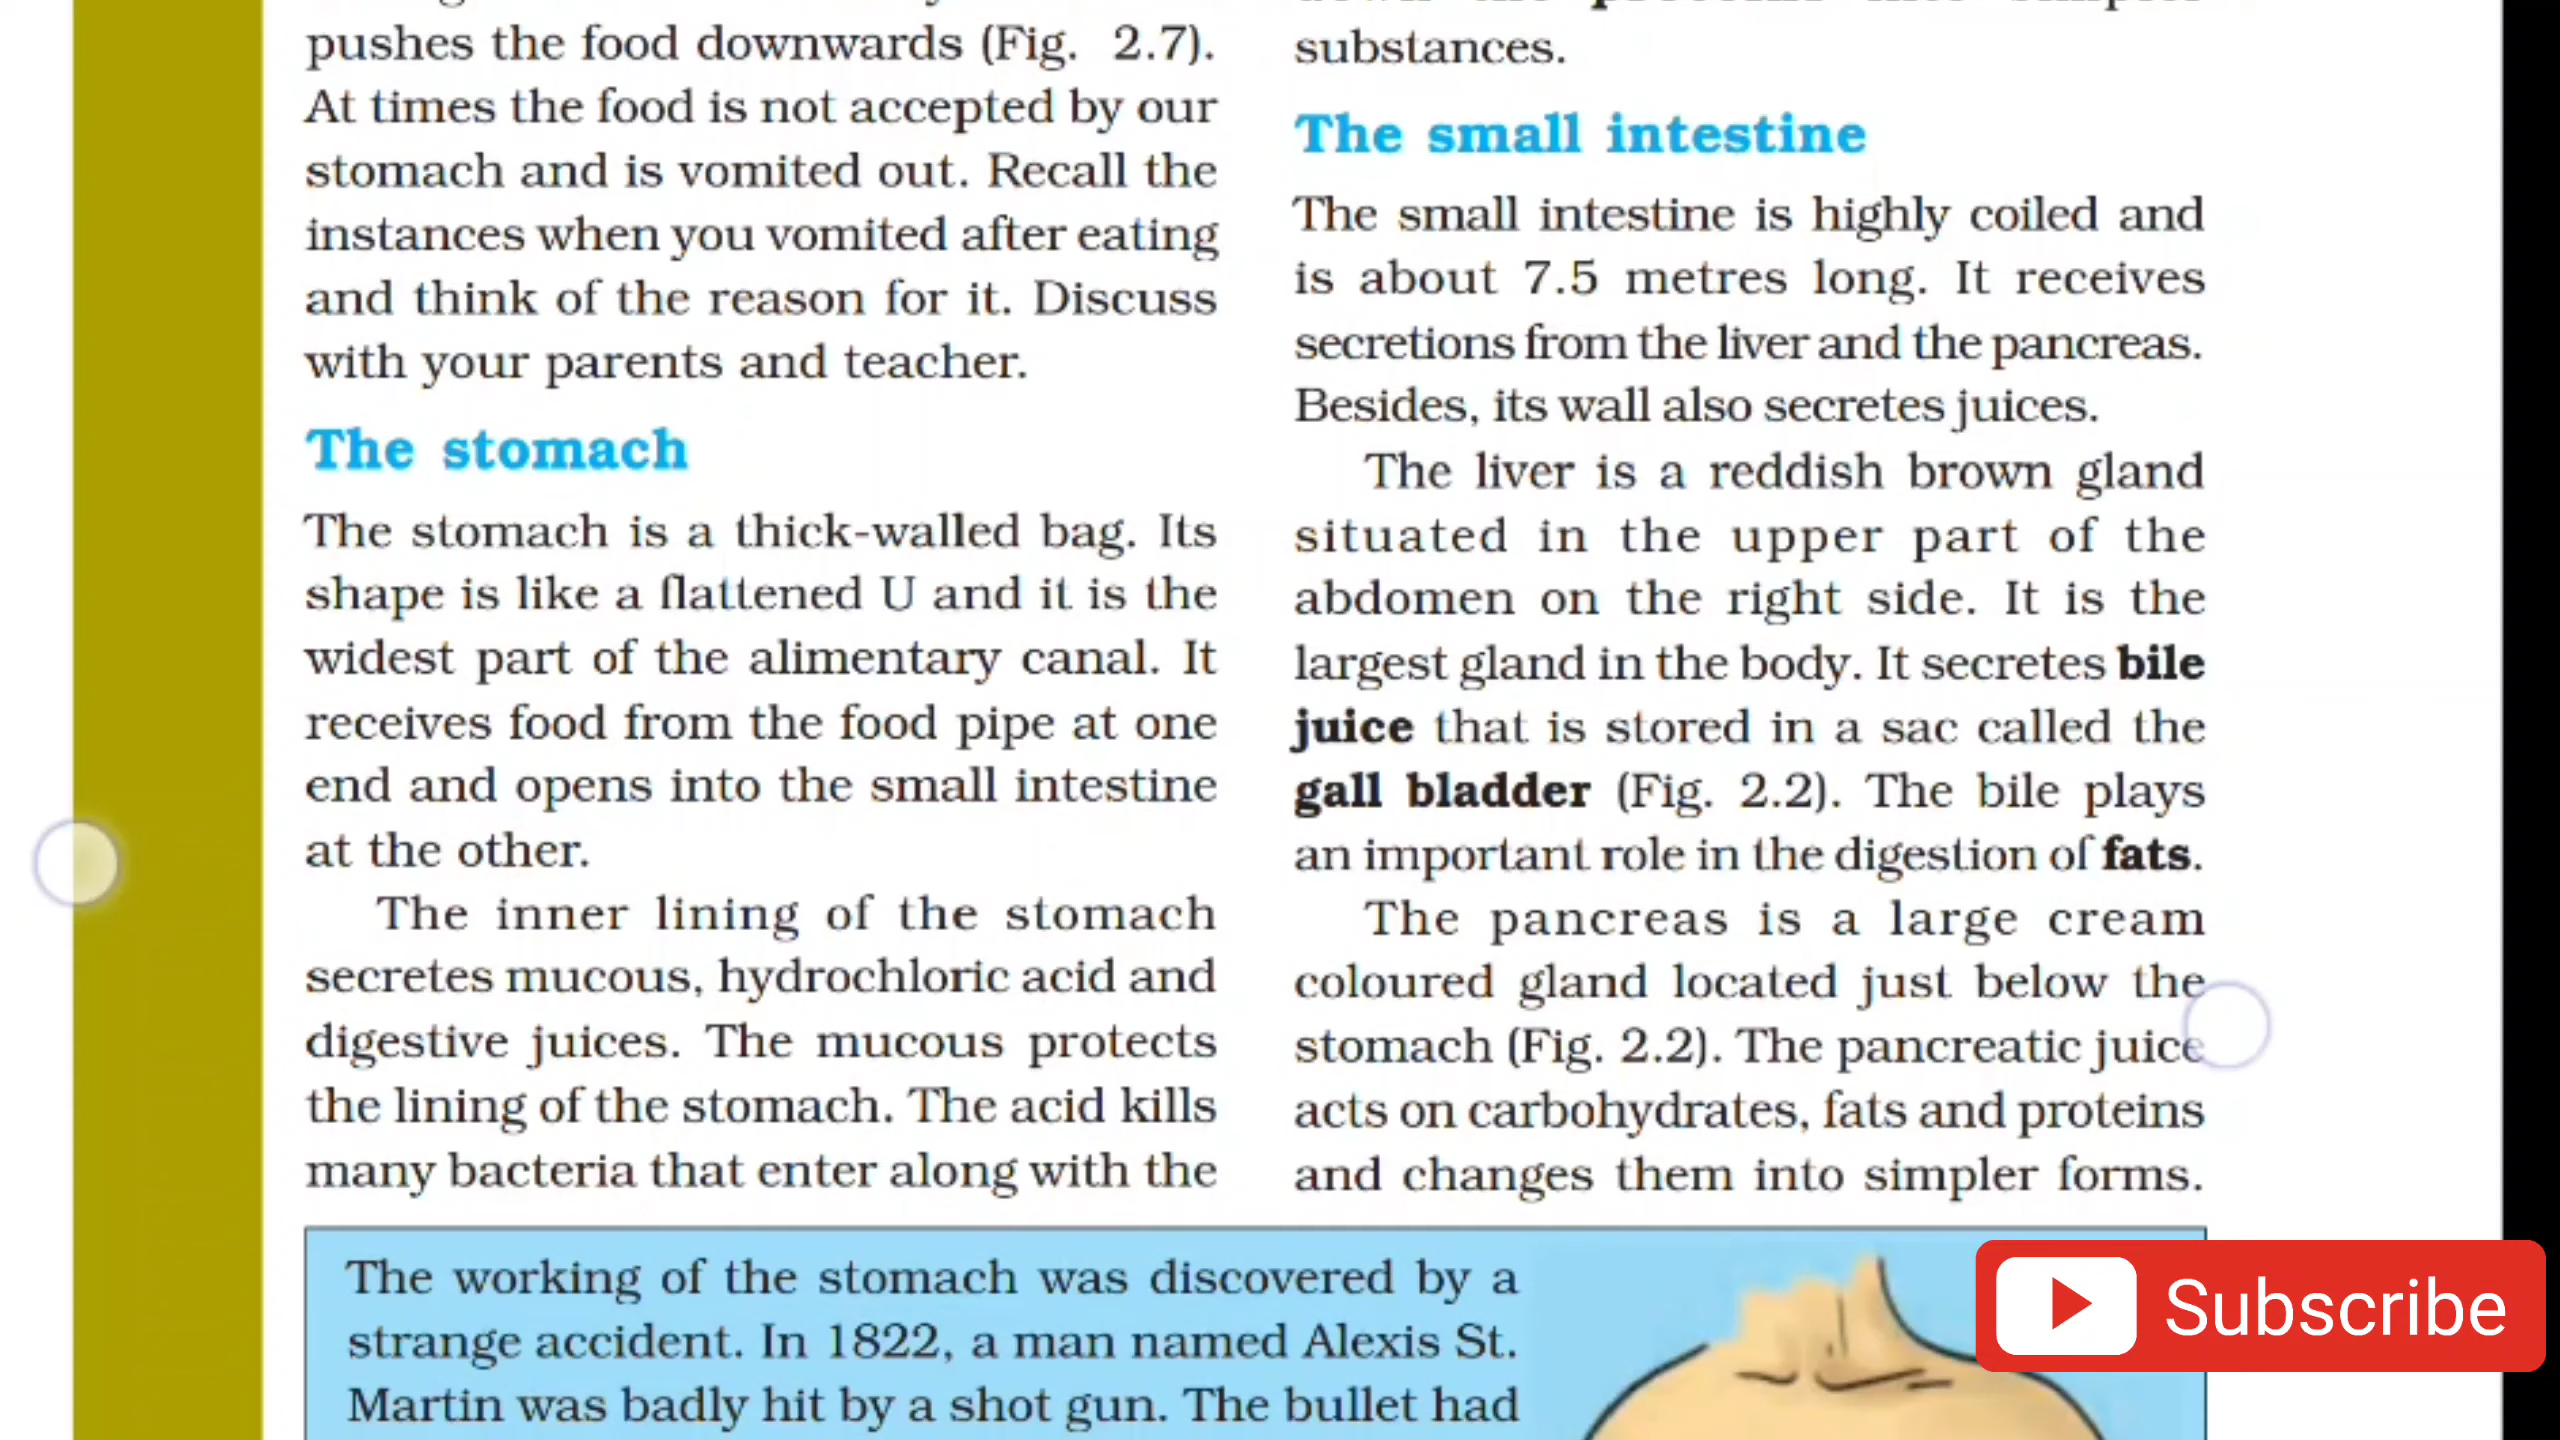 pushes the food downwards (Fig. 2.7).
At times the food is not accepted by our
stomach and is vomited out. Recall the
instances when you vomited after eating
and think of the reason for it. Discuss
with your parents and teacher.
The stomach
The stomach is a thick-walled bag. Its
shape is like a flattened U and it is the
widest part of the alimentary canal. It
receives food from the food pipe at one
end and opens into the small intestine
at the other.
The inner lining of the stomach
secretes mucous, hydrochloric acid and
digestive juices. The mucous protects
the lining of the stomach. The acid kills
many bacteria that enter along with the
substances.
The small intestine
The small intestine is highly coiled and
is about 7.5 metres long. It receives
secretions from the liver and the pancreas.
Besides, its wall also secretes juices.
The liver is a reddish brown gland
situated in the upper part of the
abdomen on the right side. It is the
largest gland in the body. It secretes bile
juice that is stored in a sac called the
gall bladder (Fig. 2.2). The bile plays
an important role in the digestion of fats.
The pancreas is a large cream
coloured gland located just below the
stomach (Fig. 2.2). The pancreatic juice
acts on carbohydrates, fats and proteins
and changes them into simpler forms.
The working of the stomach was discovered by a
strange accident. In 1822, a man named Alexis St.
Martin was badly hit by a shot gun. The bullet had
Subscribe